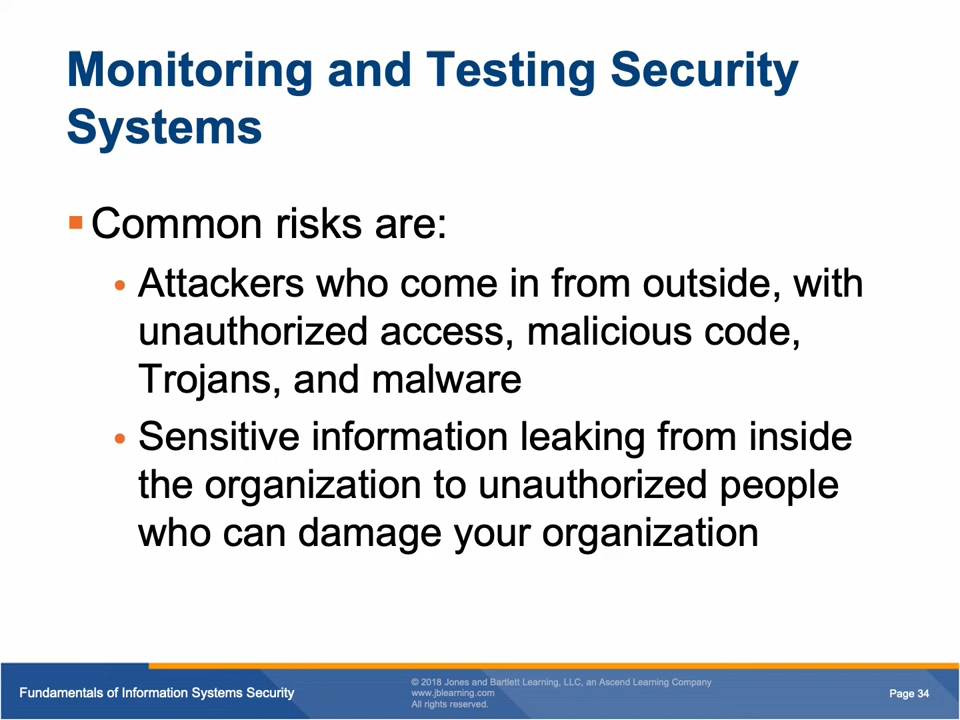 Monitoring and Testing Security
Systems
Common risks are:
Attackers who come in from outside, with
unauthorized access, malicious code,
Trojans, and malware
Sensitive information leaking from inside
the organization to unauthorized people
who can damage your organization
Fundamentals of Information Systems Security
© 2018 Jones and Bartlett Learning, LLC, an Ascend Learning Company
www.jblearning.com
All rights reserved.
Page 34